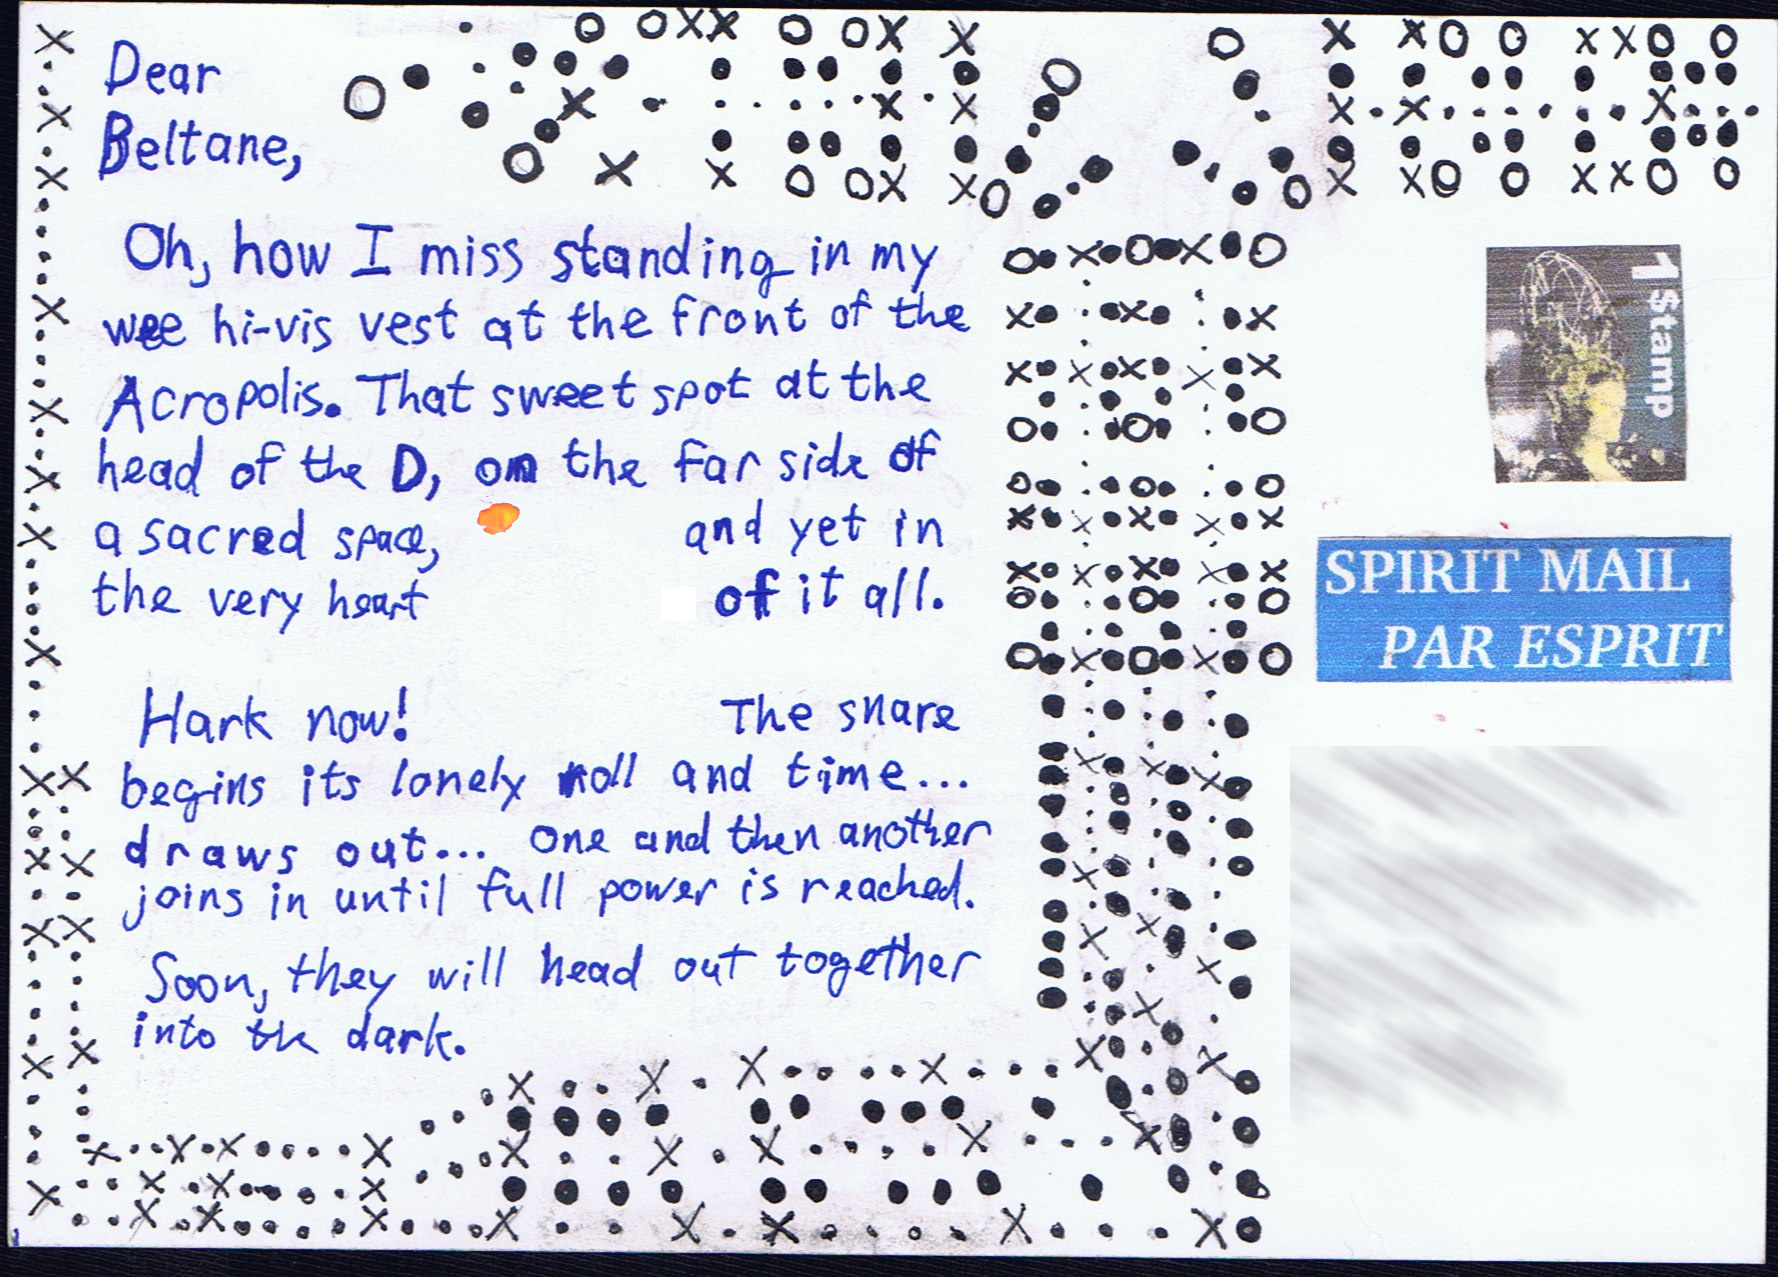 Dear
Beltane,
Oh, how I miss standing in my
wee hi-vis vest at the front of the
Acropolis. That sweet spot at the
head of the D, on the far side of
a sacred space, and yet in
the very heart of it all.
Hark now! The snare
begins its lonely roll and time...
draws out... One and then another
joins in until full power is reached.
Soon, they will head out together
into the dark.
1 Stamp
SPIRIT MAIL
PAR ESPRIT